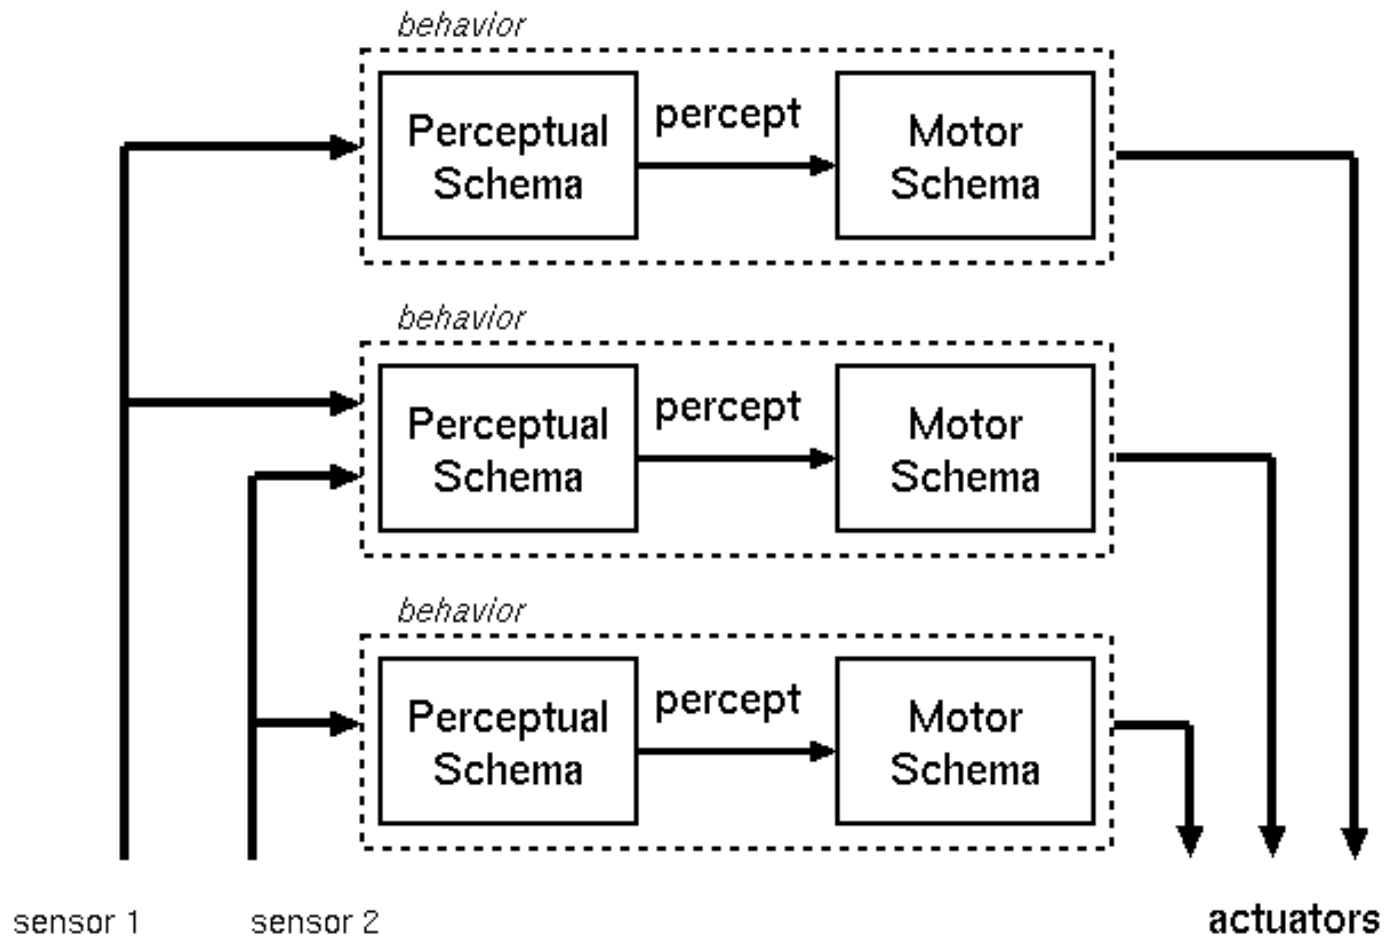 behavior
Perceptual
Schema
percept
Motor
Schema
behavior
Perceptual
Schema
percept
Motor
Schema
behavior
Perceptual
Schema
percept
Motor
Schema
sensor 1
sensor 2
actuators